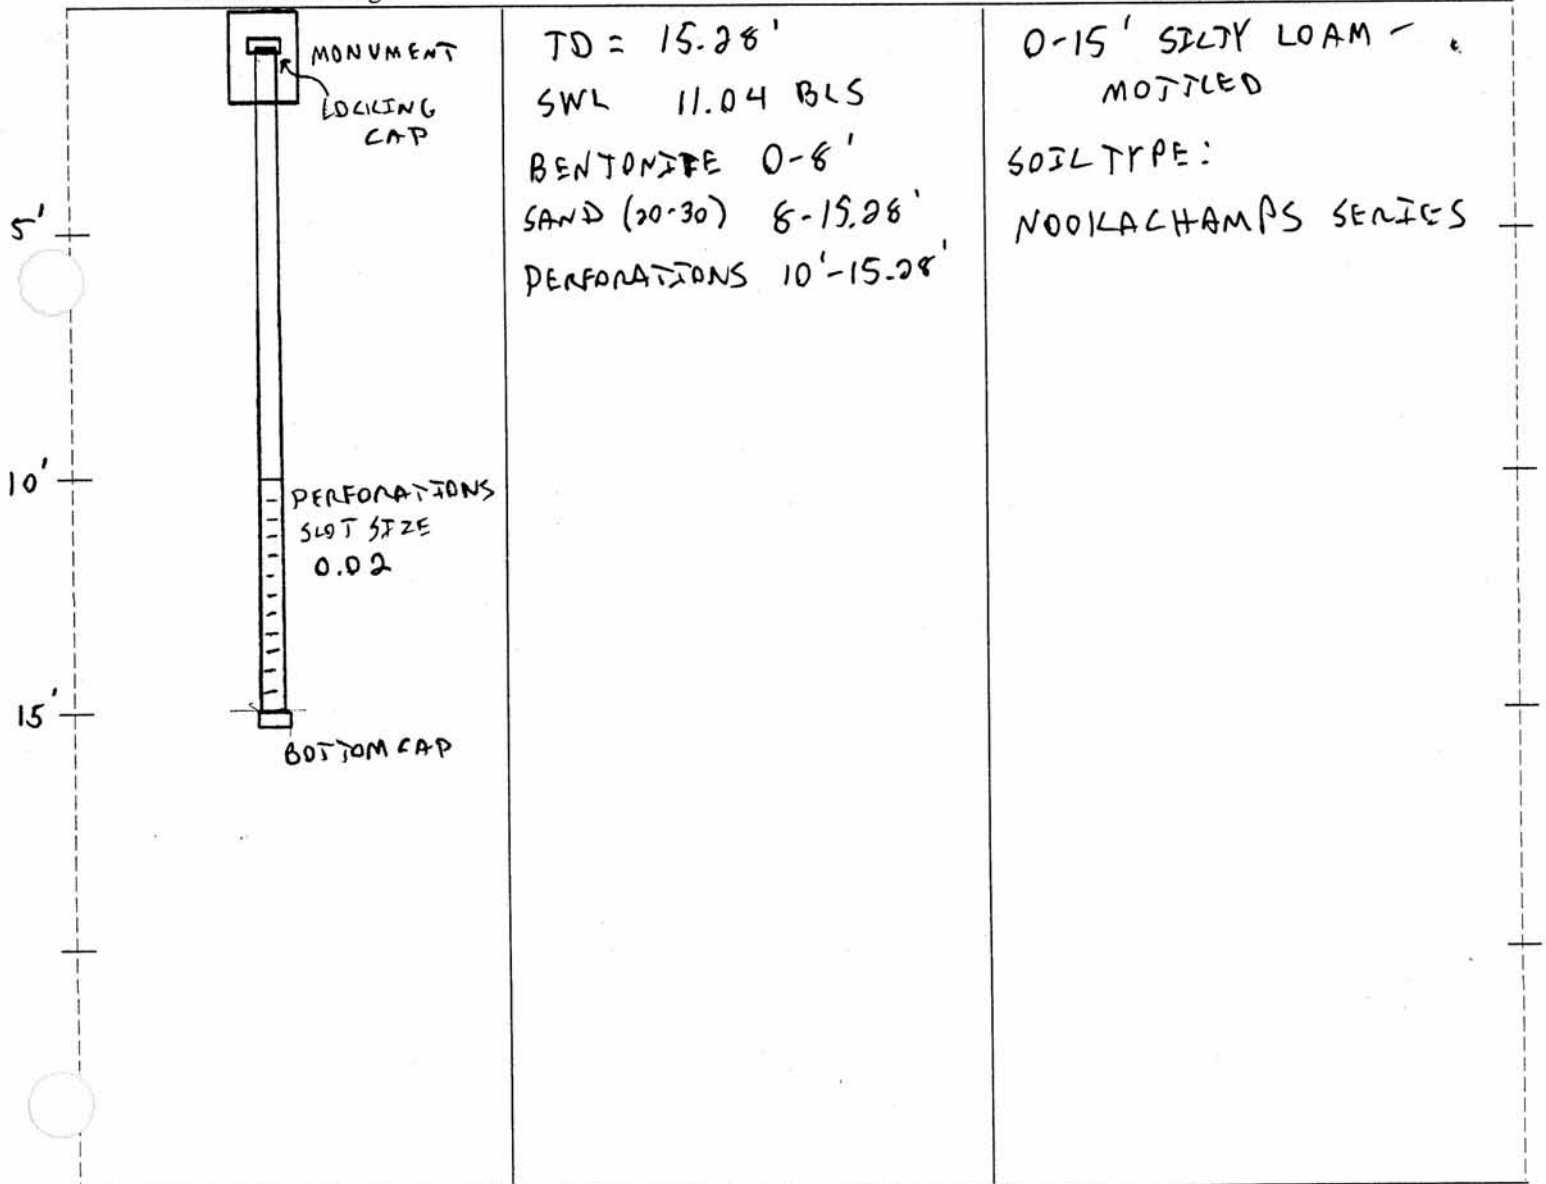 MONUMENT
LOCKING
CAP
5'
10'
PERFORATIONS
SLOT SIZE
0.02
15'
BOTTOM CAP
TD = 15.28'
SWL 11.04 BLS
BENTONITE 0-8'
SAND (20-30) 8-15.28'
PERFORATIONS 10'-15.28'
0-15' SILTY LOAM -
MOTTLED
SOIL TYPE:
NOOKACHAMPS SERIES